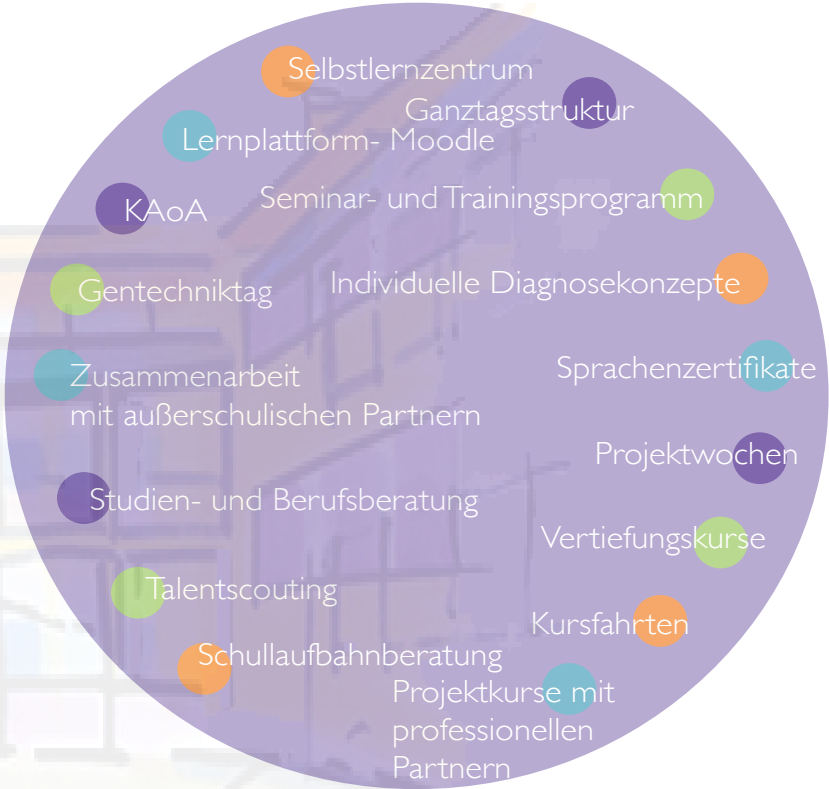 Selbstlernzentrum
Ganztagsstruktur
Lernplattform- Moodle
Seminar- und Trainingsprogramm
KAoA
Individuelle Diagnosekonzepte
Gentechniktag
Sprachenzertifikate
Zusammenarbeit
mit außerschulischen Partnern
Projektwochen
Studien- und Berufsberatung
Vertiefungskurse
Talentscouting
Kursfahrten
Schullaufbahnberatung
Projektkurse mit
professionellen
Partnern